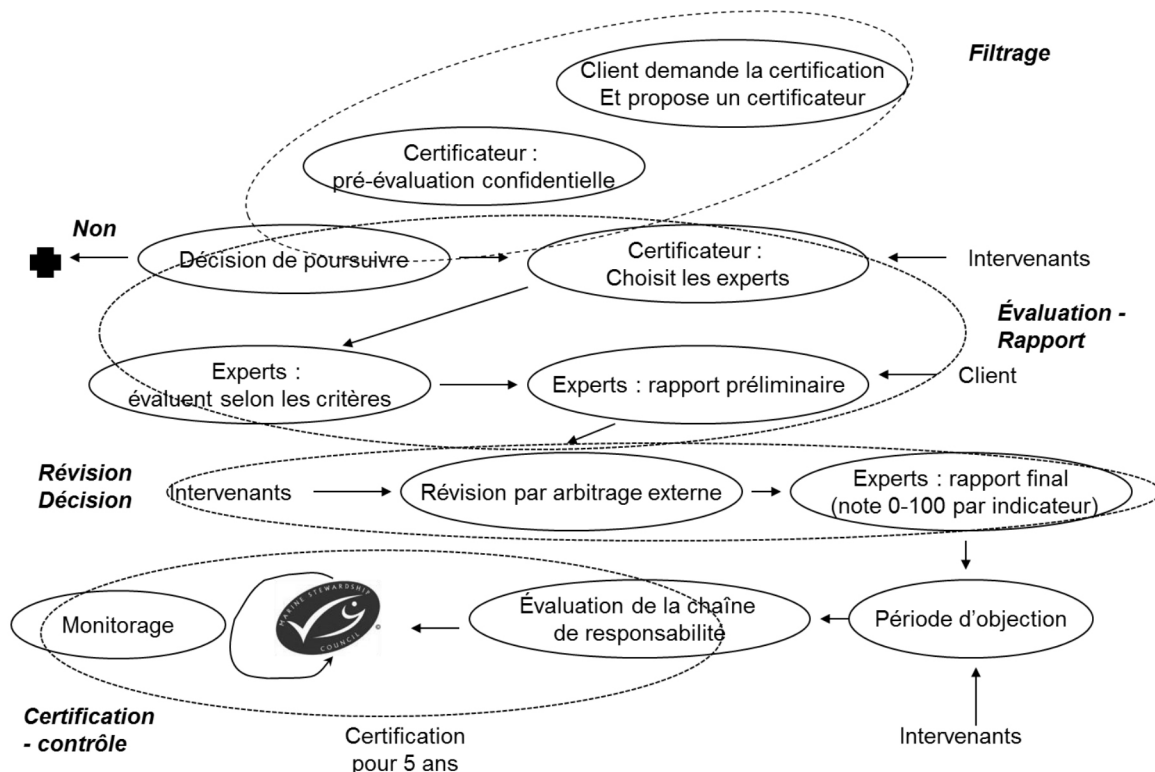 Filtrage
Client demande la certification
Et propose un certificateur
Certificateur :
pré-évaluation confidentielle
Non
Décision de poursuivre
Certificateur :
Choisit les experts
Intervenants
Évaluation -
Rapport
Experts :
évaluent selon les critères
Experts : rapport préliminaire
Client
Révision
Décision
Intervenants
Révision par arbitrage externe
Experts : rapport final
(note 0-100 par indicateur)
Monitorage
MARINE STEWARDSHIP
COUNCIL
Évaluation de la chaîne
de responsabilité
Période d'objection
Certification
- contrôle
Certification
pour 5 ans
Intervenants